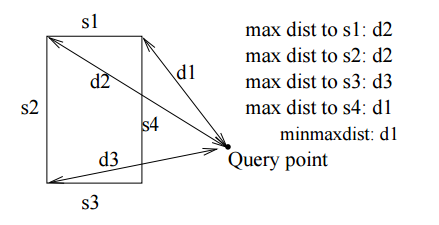 s1
max dist to s1: d2
d1
max dist to s2: d2
d2
max dist to s3: d3
s2
max dist to s4: d1
s4
minmaxdist: d1
d3
Query point
s3